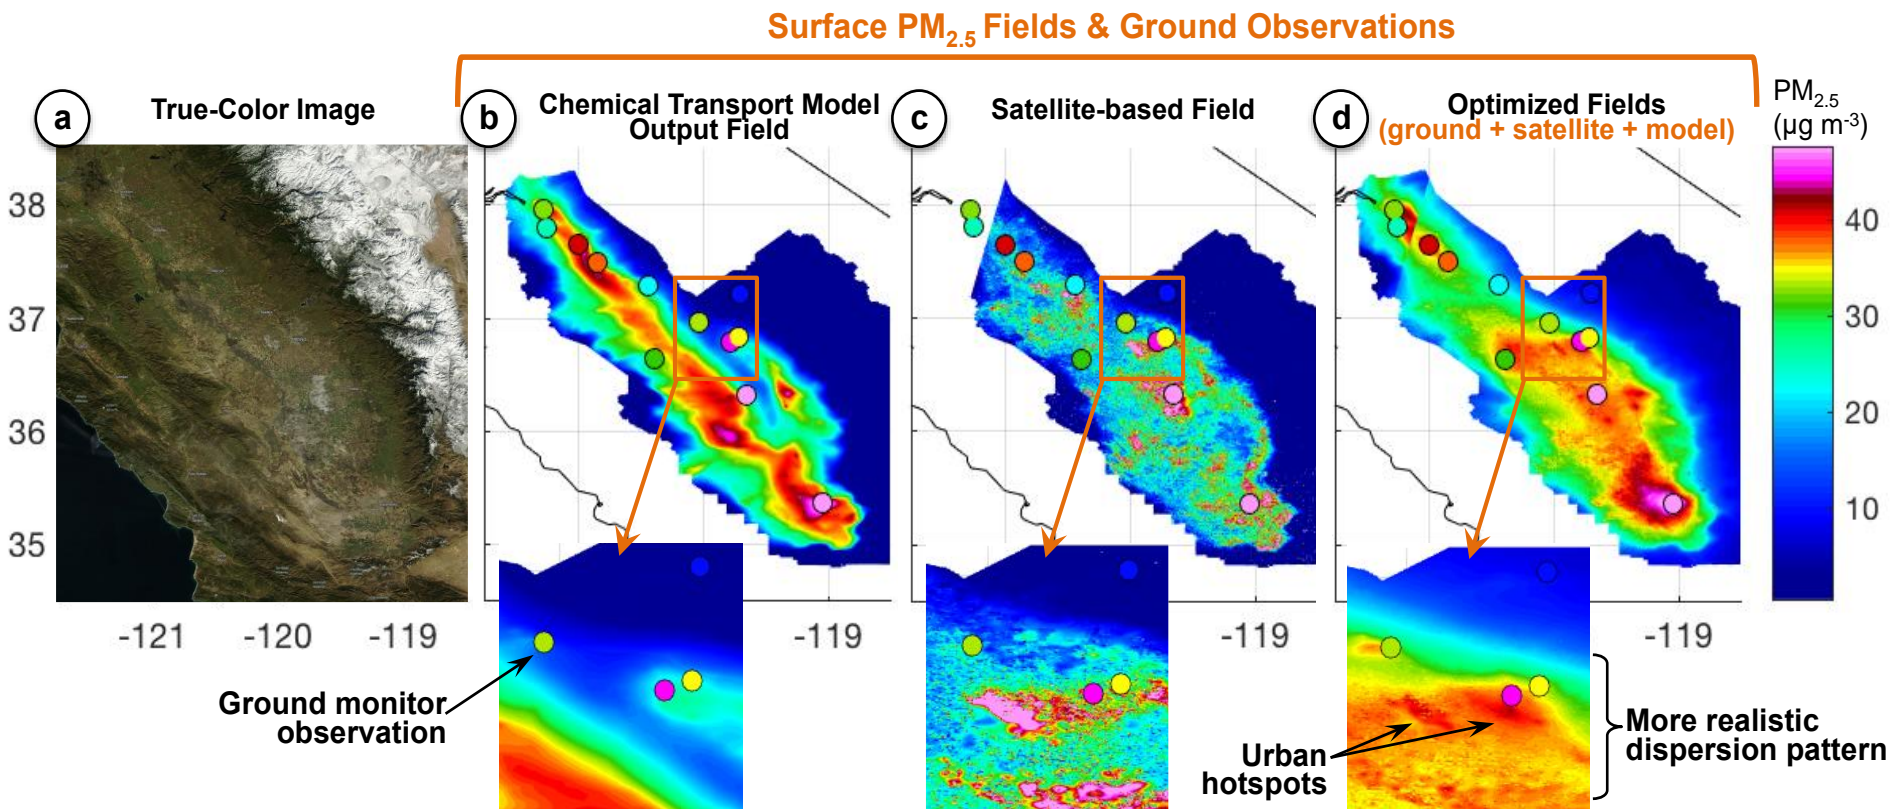 Surface PM2.5 Fields & Ground Observations
a
True-Color Image
b
Chemical Transport Model
Output Field
c
Satellite-based Field
d
Optimized Fields
(ground + satellite + model)
PM2.5
(µg m-3)
38
37
36
35
-121
-120
-119
-119
-119
-119
40
30
20
10
Ground monitor
observation
Urban
hotspots
More realistic
dispersion pattern